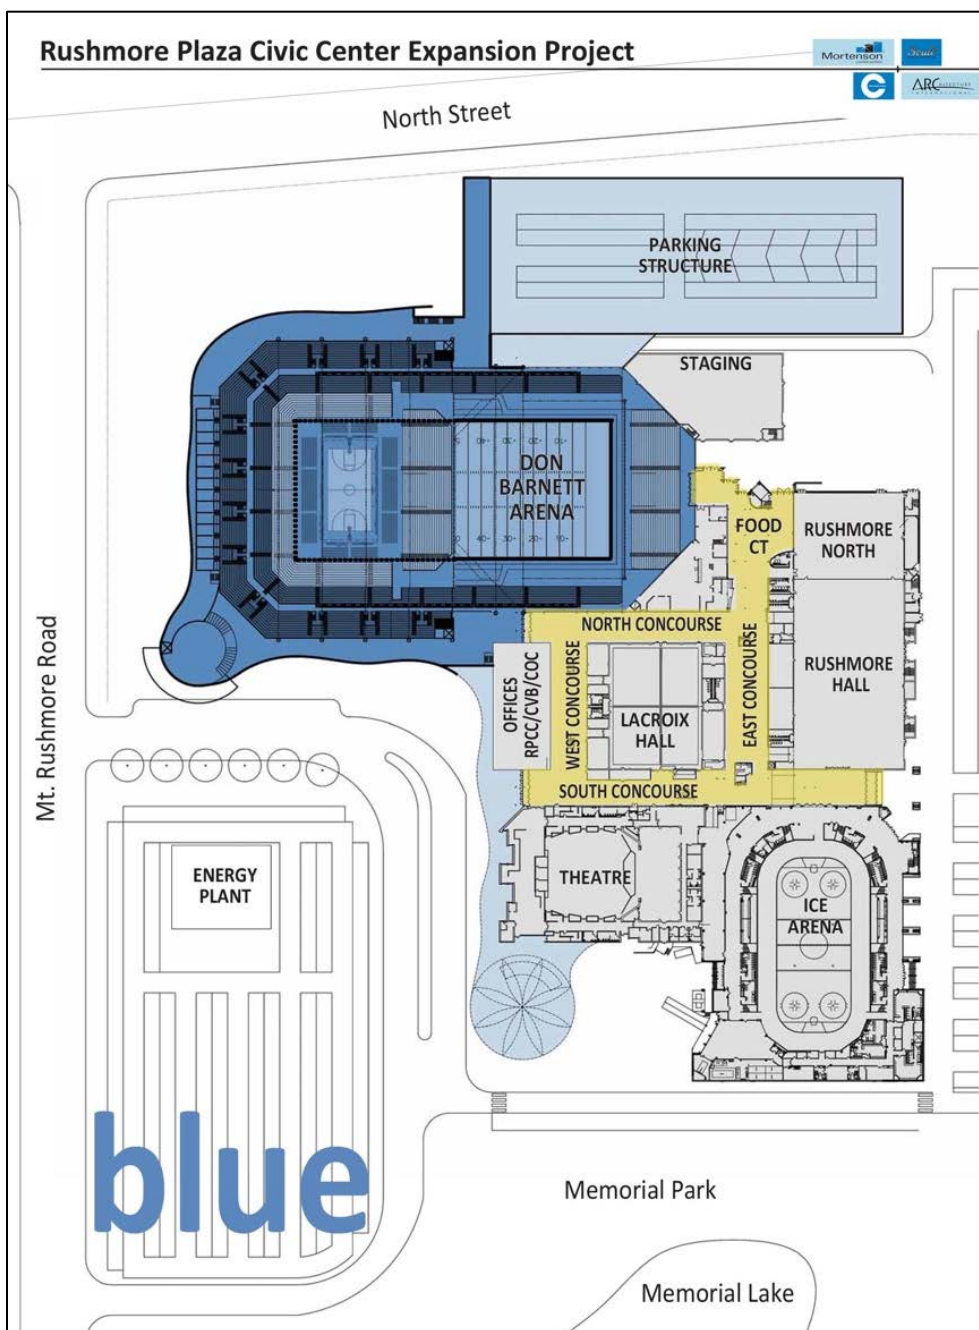 Rushmore Plaza Civic Center Expansion Project
Mortenson
ARChitecture
INTERNATIONAL
North Street
PARKING
STRUCTURE
STAGING
DON
BARNETT
ARENA
FOOD
CT
RUSHMORE
NORTH
NORTH CONCOURSE
Mt. Rushmore Road
OFFICES
RPCC/CVB/COC
WEST CONCOURSE
LACROIX
HALL
EAST CONCOURSE
RUSHMORE
HALL
SOUTH CONCOURSE
ENERGY
PLANT
THEATRE
ICE
ARENA
blue
Memorial Park
Memorial Lake